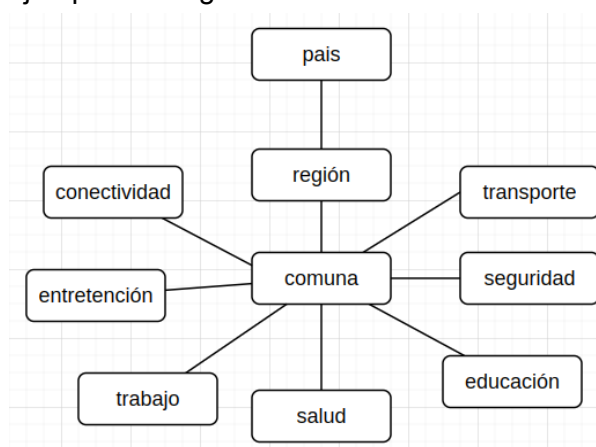 pais
región
conectividad
transporte
comuna
seguridad
entretención
trabajo
salud
educación